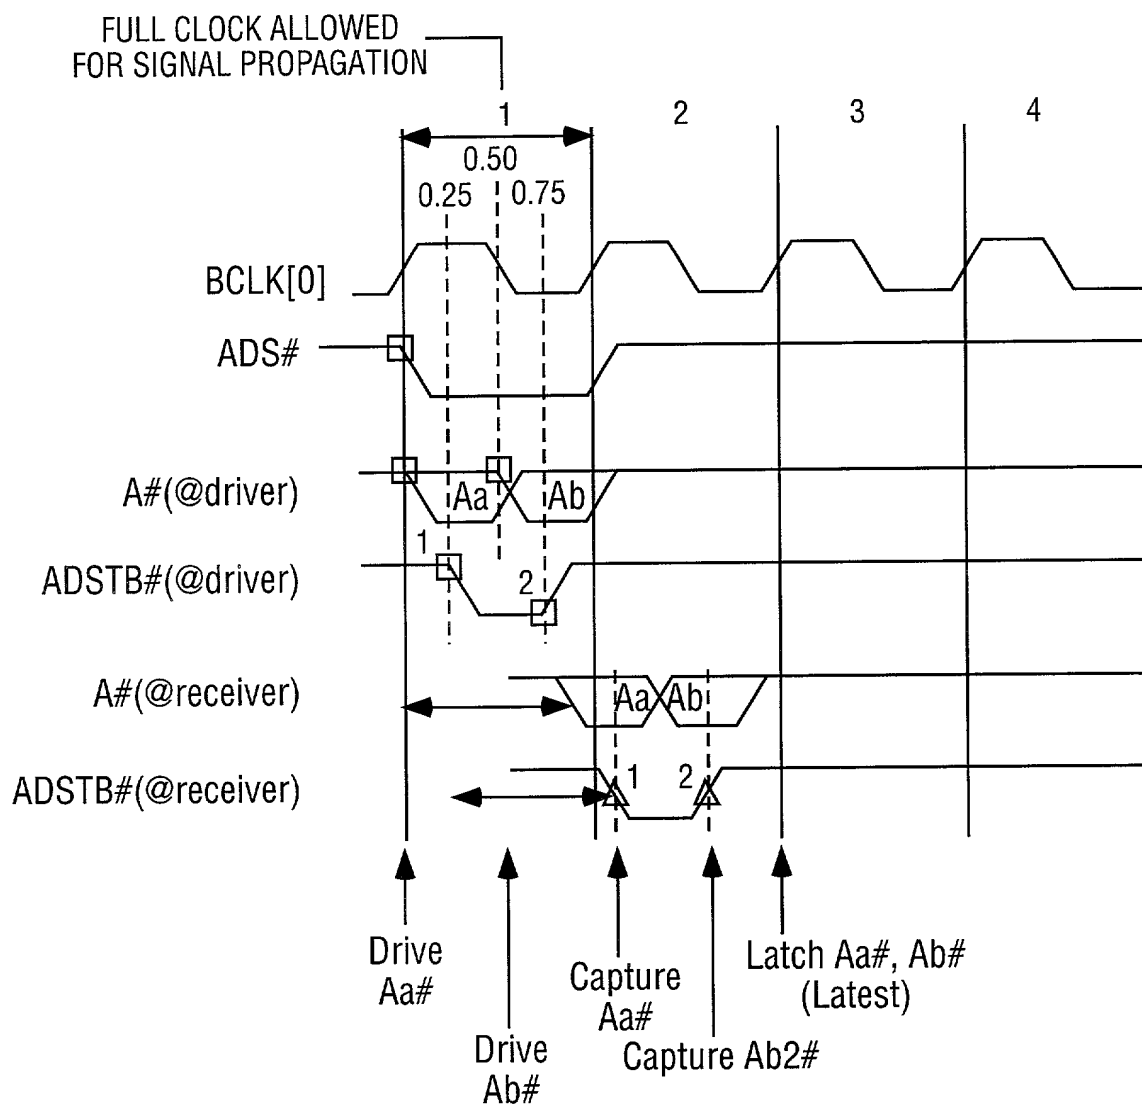 FULL CLOCK ALLOWED
FOR SIGNAL PROPAGATION
1
2
3
4
0.50
0.25
0.75
BCLK[0]
ADS#
A#(@driver)
Aa
Ab
ADSTB#(@driver)
1
2
A#(@receiver)
Aa
Ab
ADSTB#(@receiver)
1
2
Drive
Aa#
Drive
Ab#
Capture
Aa#
Capture Ab2#
Latch Aa#, Ab#
(Latest)